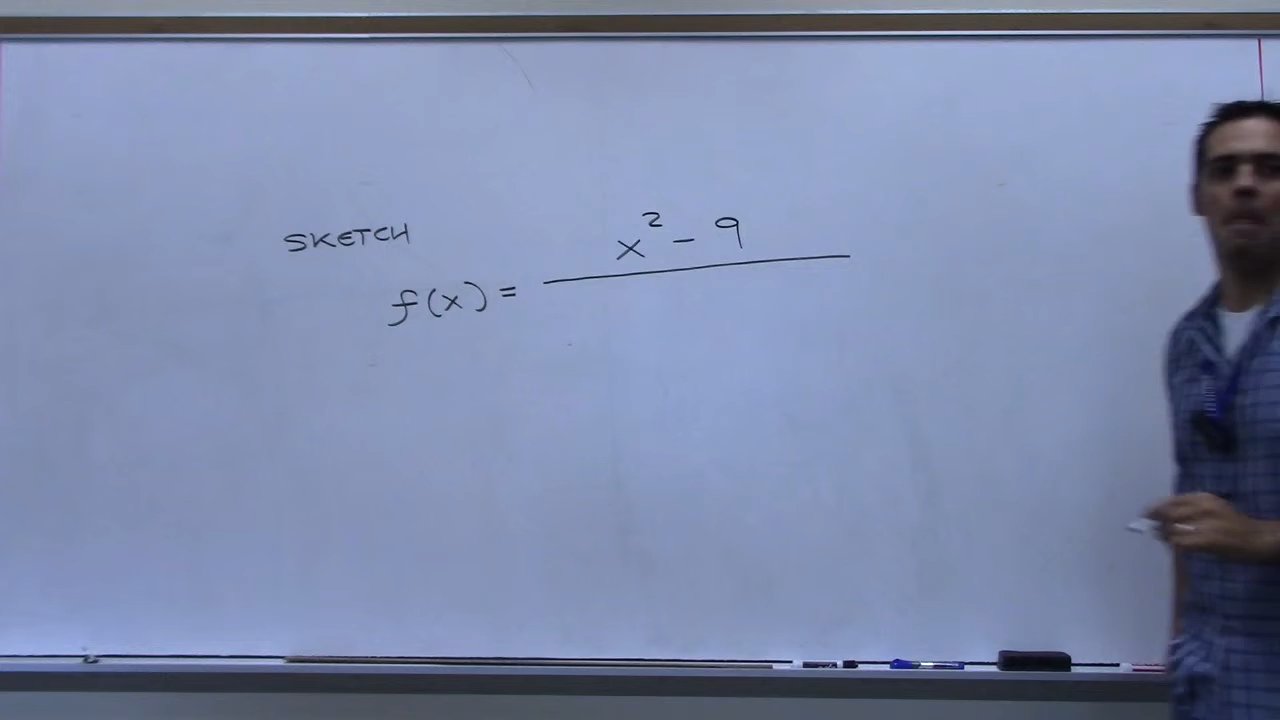 SKETCH
f(x) = x² - 9 /